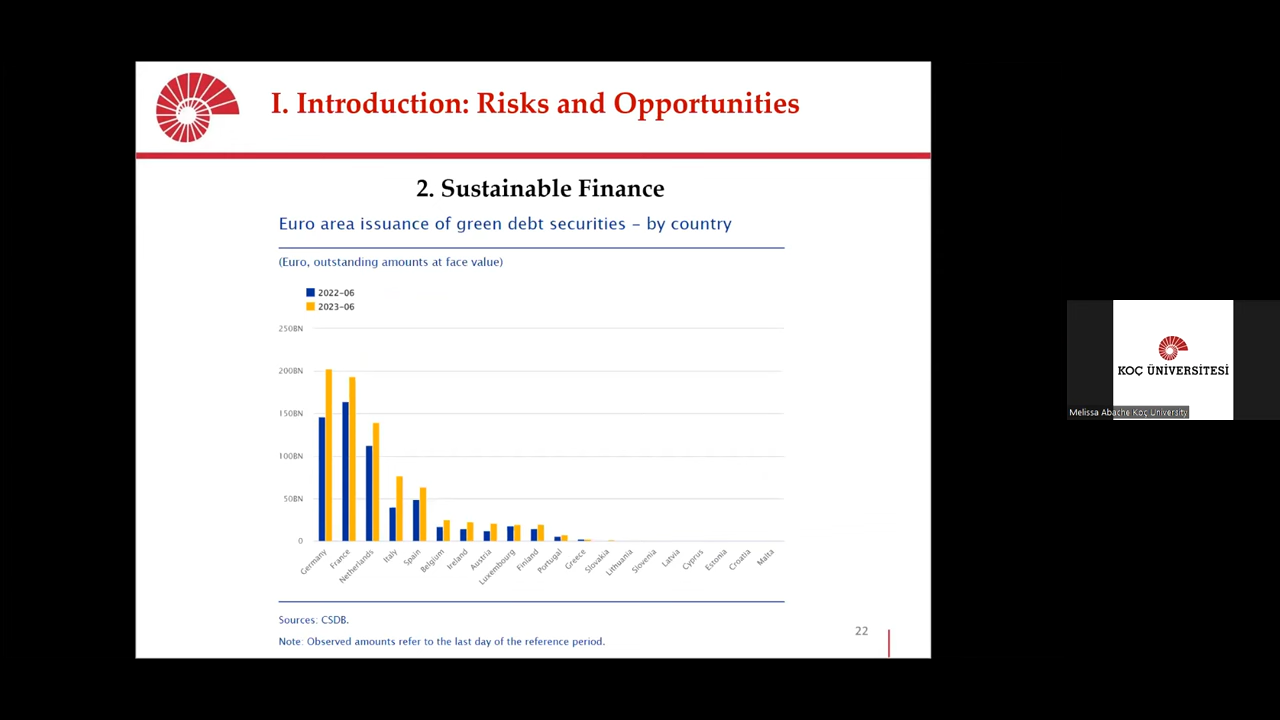 I. Introduction: Risks and Opportunities
2. Sustainable Finance
Euro area issuance of green debt securities – by country
(Euro, outstanding amounts at face value)
2022-06
2023-06
250BN
200BN
150BN
100BN
50BN
0
Germany
France
Netherlands
Italy
Spain
Belgium
Ireland
Austria
Luxembourg
Finland
Portugal
Greece
Slovakia
Lithuania
Slovenia
Latvia
Cyprus
Estonia
Croatia
Malta
Sources: CSDB.
Note: Observed amounts refer to the last day of the reference period.
22
KOÇ ÜNİVERSİTESİ
Melissa Abache Koç University